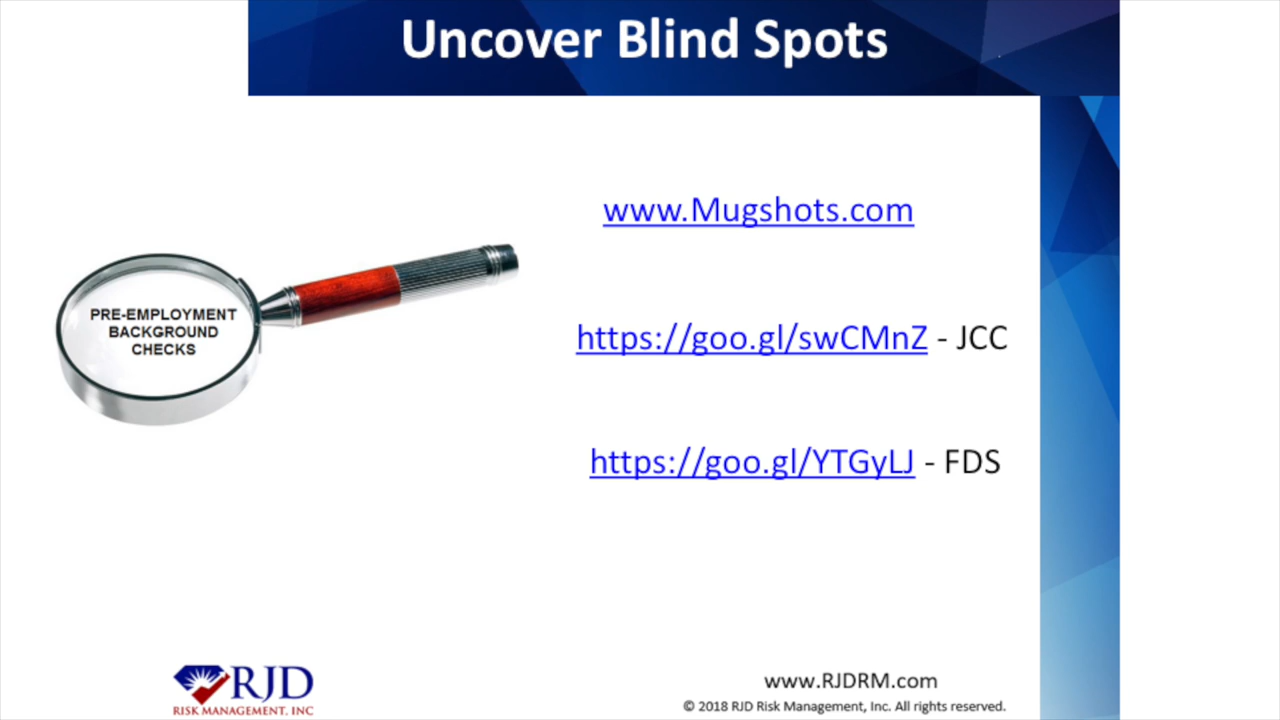 Uncover Blind Spots
www.Mugshots.com
PRE-EMPLOYMENT
BACKGROUND
CHECKS
https://goo.gl/swCMnZ - JCC
https://goo.gl/YTGyLJ - FDS
RJD
RISK MANAGEMENT, INC
www.RJDRM.com
© 2018 RJD Risk Management, Inc. All rights reserved.